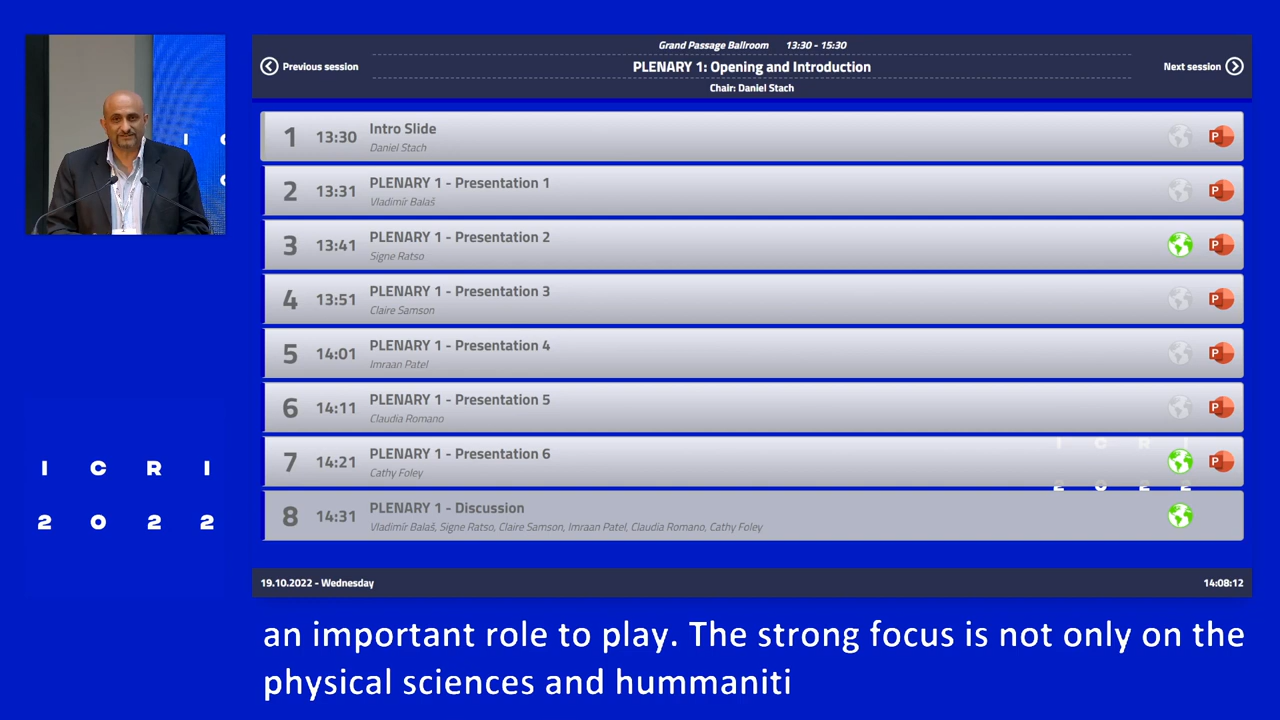 Grand Passage Ballroom 13:30 - 15:30
Previous session
PLENARY 1: Opening and Introduction
Next session
Chair: Daniel Stach
1 13:30 Intro Slide
Daniel Stach
2 13:31 PLENARY 1 - Presentation 1
Vladimír Balaš
3 13:41 PLENARY 1 - Presentation 2
Signe Ratso
4 13:51 PLENARY 1 - Presentation 3
Claire Samson
5 14:01 PLENARY 1 - Presentation 4
Imraan Patel
6 14:11 PLENARY 1 - Presentation 5
Claudia Romano
7 14:21 PLENARY 1 - Presentation 6
Cathy Foley
8 14:31 PLENARY 1 - Discussion
Vladimír Balaš, Signe Ratso, Claire Samson, Imraan Patel, Claudia Romano, Cathy Foley
I C R I
2 0 2 2
I C R I
2 0 2 2
19.10.2022 - Wednesday
14:08:12
an important role to play. The strong focus is not only on the
physical sciences and hummaniti